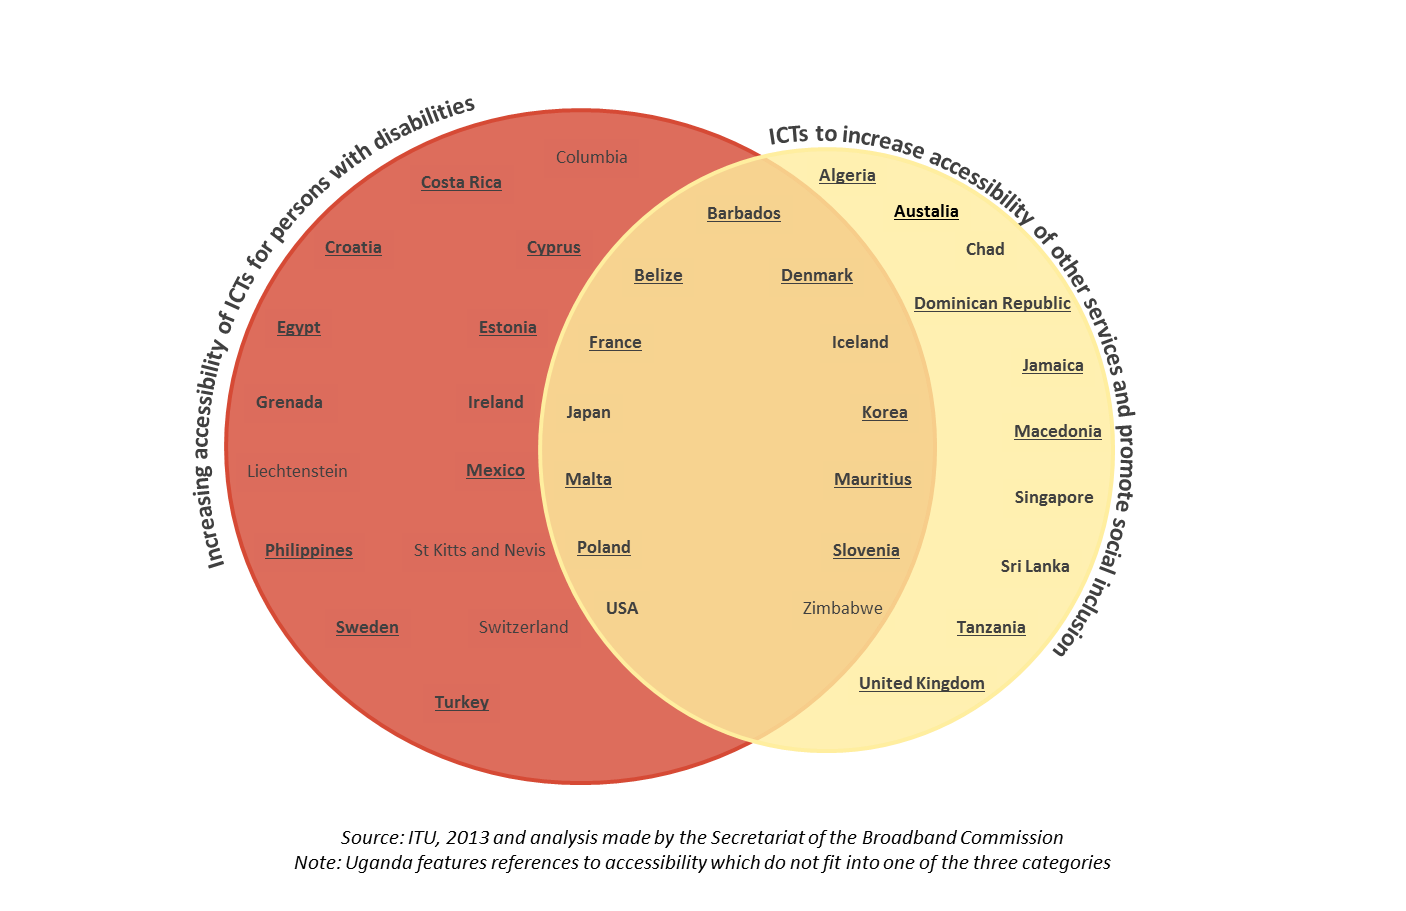 Increasing accessibility of ICTs for persons with disabilities
ICTs to increase accessibility of other services and promote social inclusion
Columbia
Costa Rica
Croatia
Cyprus
Egypt
Estonia
Grenada
Ireland
Liechtenstein
Mexico
Philippines
St Kitts and Nevis
Sweden
Switzerland
Turkey
Barbados
Belize
Denmark
France
Iceland
Japan
Korea
Malta
Mauritius
Poland
Slovenia
USA
Zimbabwe
Algeria
Austalia
Chad
Dominican Republic
Jamaica
Macedonia
Singapore
Sri Lanka
Tanzania
United Kingdom
Source: ITU, 2013 and analysis made by the Secretariat of the Broadband Commission
Note: Uganda features references to accessibility which do not fit into one of the three categories